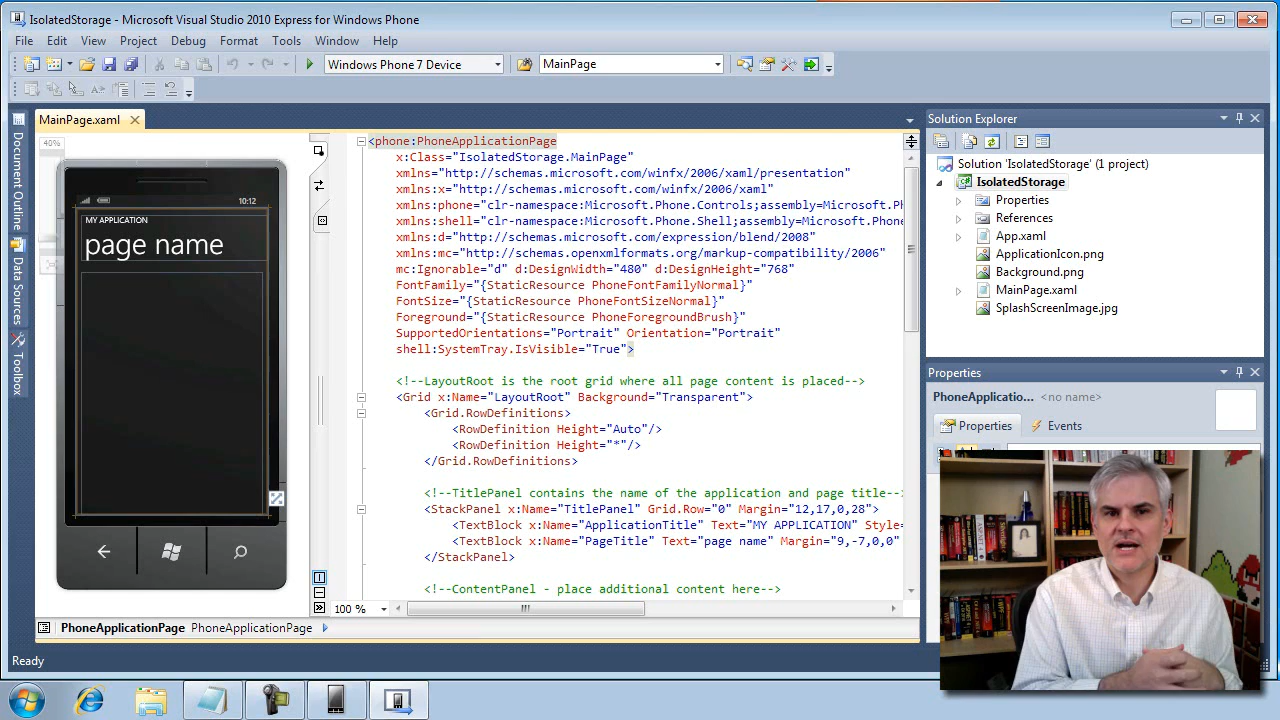 IsolatedStorage - Microsoft Visual Studio 2010 Express for Windows Phone
File Edit View Project Debug Format Tools Window Help
Windows Phone 7 Device MainPage
MainPage.xaml
Document Outline
Data Sources
Toolbox
40%
10:12
MY APPLICATION
page name
<phone:PhoneApplicationPage
x:Class="IsolatedStorage.MainPage"
xmlns="http://schemas.microsoft.com/winfx/2006/xaml/presentation"
xmlns:x="http://schemas.microsoft.com/winfx/2006/xaml"
xmlns:phone="clr-namespace:Microsoft.Phone.Controls;assembly=Microsoft.Ph
xmlns:shell="clr-namespace:Microsoft.Phone.Shell;assembly=Microsoft.Phone
xmlns:d="http://schemas.microsoft.com/expression/blend/2008"
xmlns:mc="http://schemas.openxmlformats.org/markup-compatibility/2006"
mc:Ignorable="d" d:DesignWidth="480" d:DesignHeight="768"
FontFamily="{StaticResource PhoneFontFamilyNormal}"
FontSize="{StaticResource PhoneFontSizeNormal}"
Foreground="{StaticResource PhoneForegroundBrush}"
SupportedOrientations="Portrait" Orientation="Portrait"
shell:SystemTray.IsVisible="True">
<!--LayoutRoot is the root grid where all page content is placed-->
<Grid x:Name="LayoutRoot" Background="Transparent">
<Grid.RowDefinitions>
<RowDefinition Height="Auto"/>
<RowDefinition Height="*"/>
</Grid.RowDefinitions>
<!--TitlePanel contains the name of the application and page title--
<StackPanel x:Name="TitlePanel" Grid.Row="0" Margin="12,17,0,28">
<TextBlock x:Name="ApplicationTitle" Text="MY APPLICATION" Style=
<TextBlock x:Name="PageTitle" Text="page name" Margin="9,-7,0,0"
</StackPanel>
<!--ContentPanel - place additional content here-->
100 %
PhoneApplicationPage PhoneApplicationPage
Ready
Solution Explorer
Solution 'IsolatedStorage' (1 project)
IsolatedStorage
Properties
References
App.xaml
ApplicationIcon.png
Background.png
MainPage.xaml
SplashScreenImage.jpg
Properties
PhoneApplicatio... <no name>
Properties Events